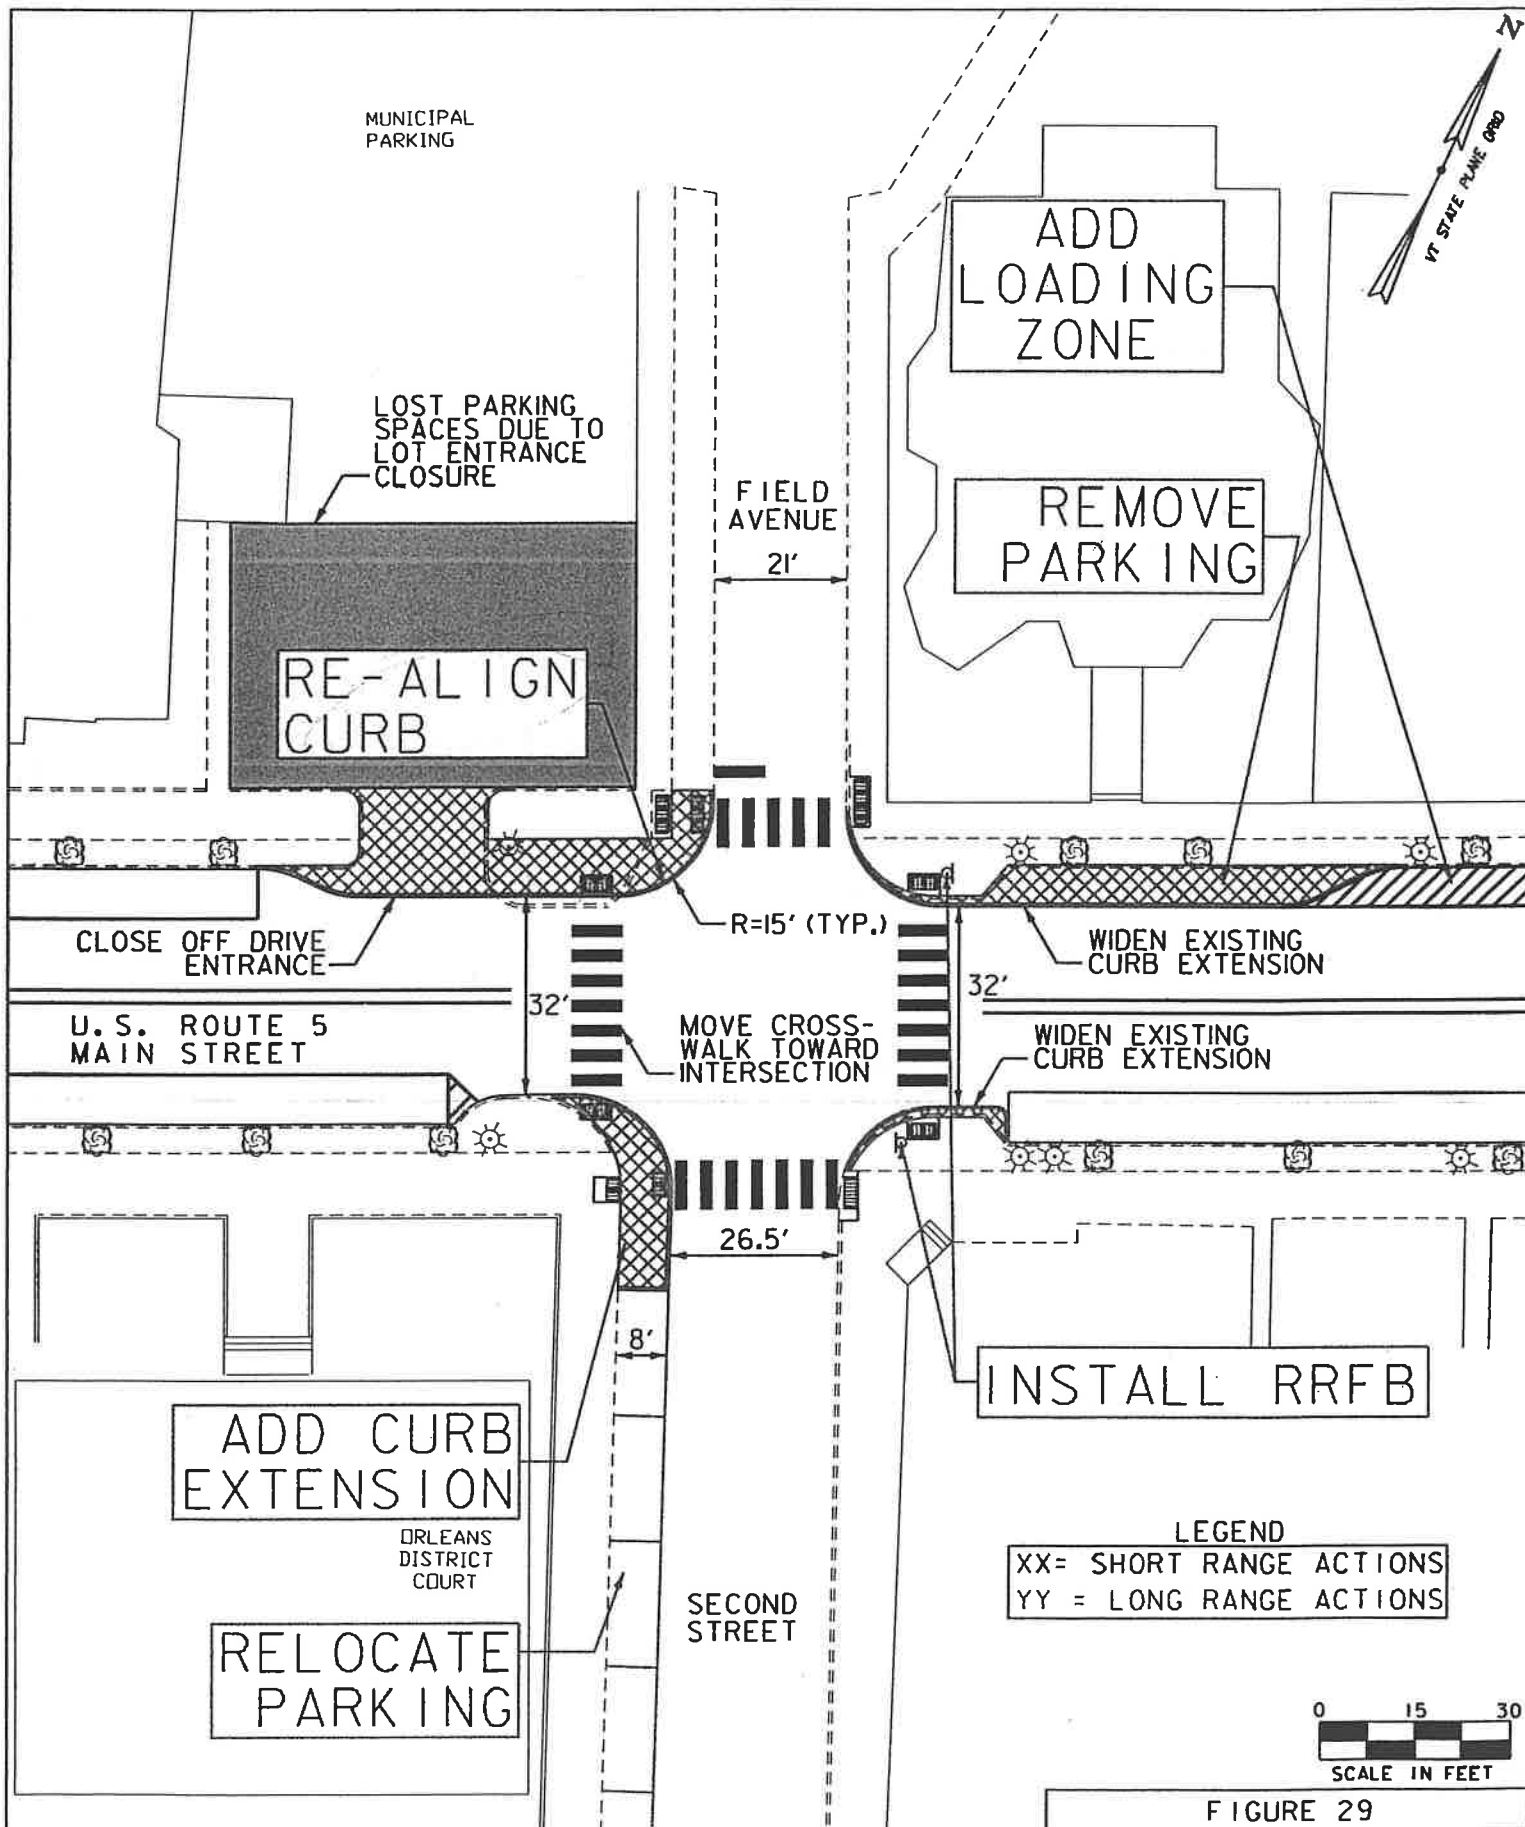 N
VT STATE PLANE GRID
MUNICIPAL
PARKING
ADD
LOADING
ZONE
LOST PARKING
SPACES DUE TO
LOT ENTRANCE
CLOSURE
FIELD
AVENUE
21'
REMOVE
PARKING
RE-ALIGN
CURB
R=15' (TYP.)
CLOSE OFF DRIVE
ENTRANCE
WIDEN EXISTING
CURB EXTENSION
32'
32'
U.S. ROUTE 5
MAIN STREET
MOVE CROSS-
WALK TOWARD
INTERSECTION
WIDEN EXISTING
CURB EXTENSION
26.5'
8'
INSTALL RRFB
ADD CURB
EXTENSION
ORLEANS
DISTRICT
COURT
LEGEND
XX= SHORT RANGE ACTIONS
YY = LONG RANGE ACTIONS
SECOND
STREET
RELOCATE
PARKING
0 15 30
SCALE IN FEET
FIGURE 29